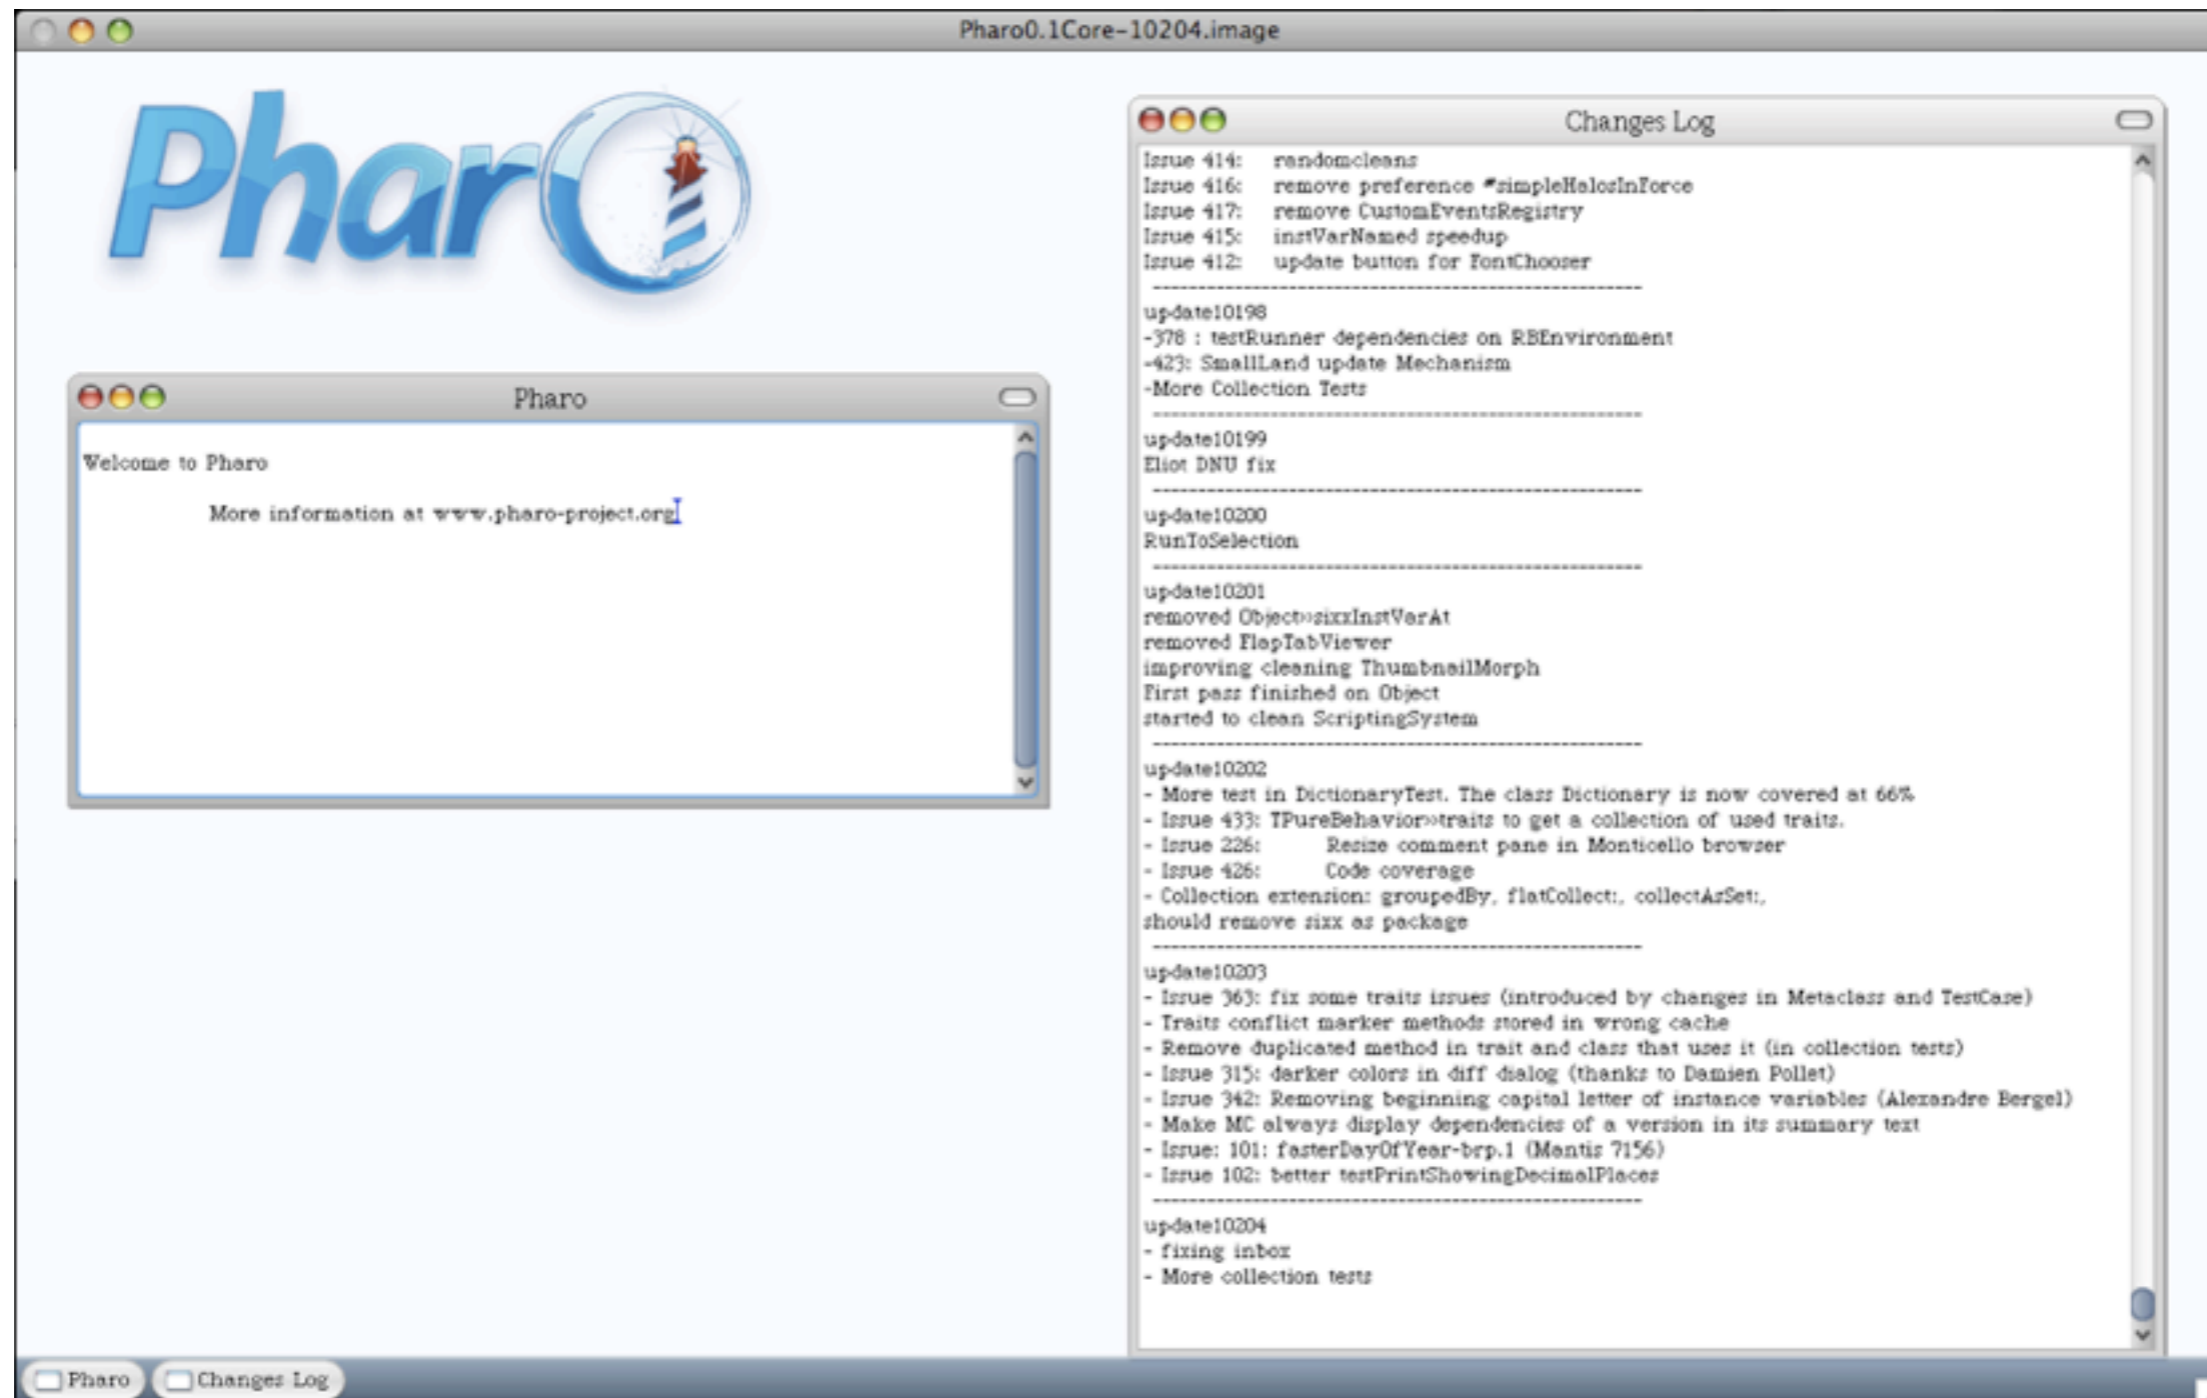 Pharo0.1Core-10204.image
Pharo
Pharo
Welcome to Pharo
More information at www.pharo-project.org
Changes Log
Issue 414: randomcleans
Issue 416: remove preference #simpleHalosInForce
Issue 417: remove CustomEventsRegistry
Issue 415: instVarNamed speedup
Issue 412: update button for FontChooser
------------------------------------------------------
update10198
-378 : testRunner dependencies on RBEnvironment
-423: SmallLand update Mechanism
-More Collection Tests
------------------------------------------------------
update10199
Eliot DNU fix
------------------------------------------------------
update10200
RunToSelection
------------------------------------------------------
update10201
removed Object>>sixxInstVarAt
removed FlapTabViewer
improving cleaning ThumbnailMorph
First pass finished on Object
started to clean ScriptingSystem
------------------------------------------------------
update10202
- More test in DictionaryTest. The class Dictionary is now covered at 66%
- Issue 433: TPureBehavior>>traits to get a collection of used traits.
- Issue 226: Resize comment pane in Monticello browser
- Issue 426: Code coverage
- Collection extension: groupedBy, flatCollect:, collectAsSet:,
should remove sixx as package
------------------------------------------------------
update10203
- Issue 363: fix some traits issues (introduced by changes in Metaclass and TestCase)
- Traits conflict marker methods stored in wrong cache
- Remove duplicated method in trait and class that uses it (in collection tests)
- Issue 315: darker colors in diff dialog (thanks to Damien Pollet)
- Issue 342: Removing beginning capital letter of instance variables (Alexandre Bergel)
- Make MC always display dependencies of a version in its summary text
- Issue: 101: fasterDayOfYear-brp.1 (Mantis 7156)
- Issue 102: better testPrintShowingDecimalPlaces
------------------------------------------------------
update10204
- fixing inbox
- More collection tests
Pharo
Changes Log